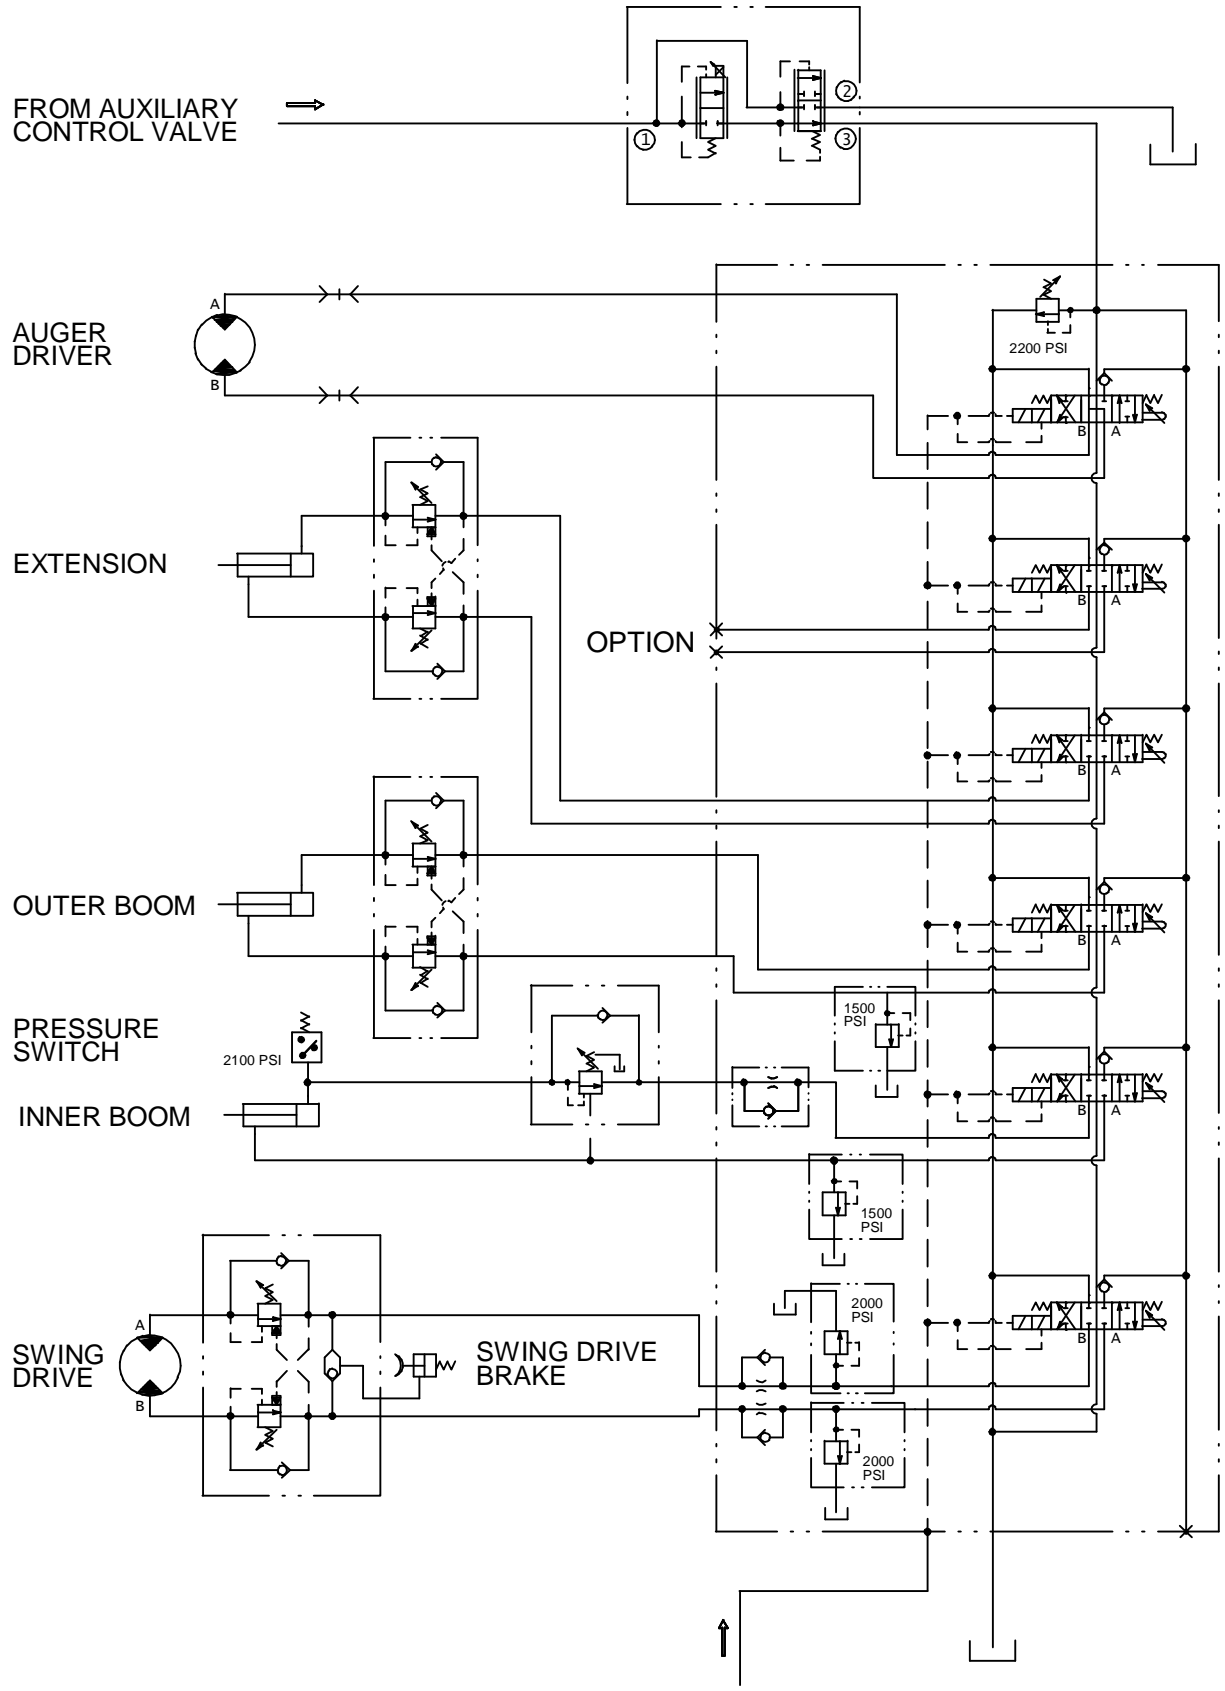 FROM AUXILIARY
CONTROL VALVE
1
2
3
AUGER
DRIVER
A
B
2200 PSI
B A
EXTENSION
B A
OPTION
B A
OUTER BOOM
B A
PRESSURE
SWITCH
2100 PSI
1500
PSI
INNER BOOM
B A
1500
PSI
SWING
DRIVE
A
B
SWING DRIVE
BRAKE
2000
PSI
B A
2000
PSI